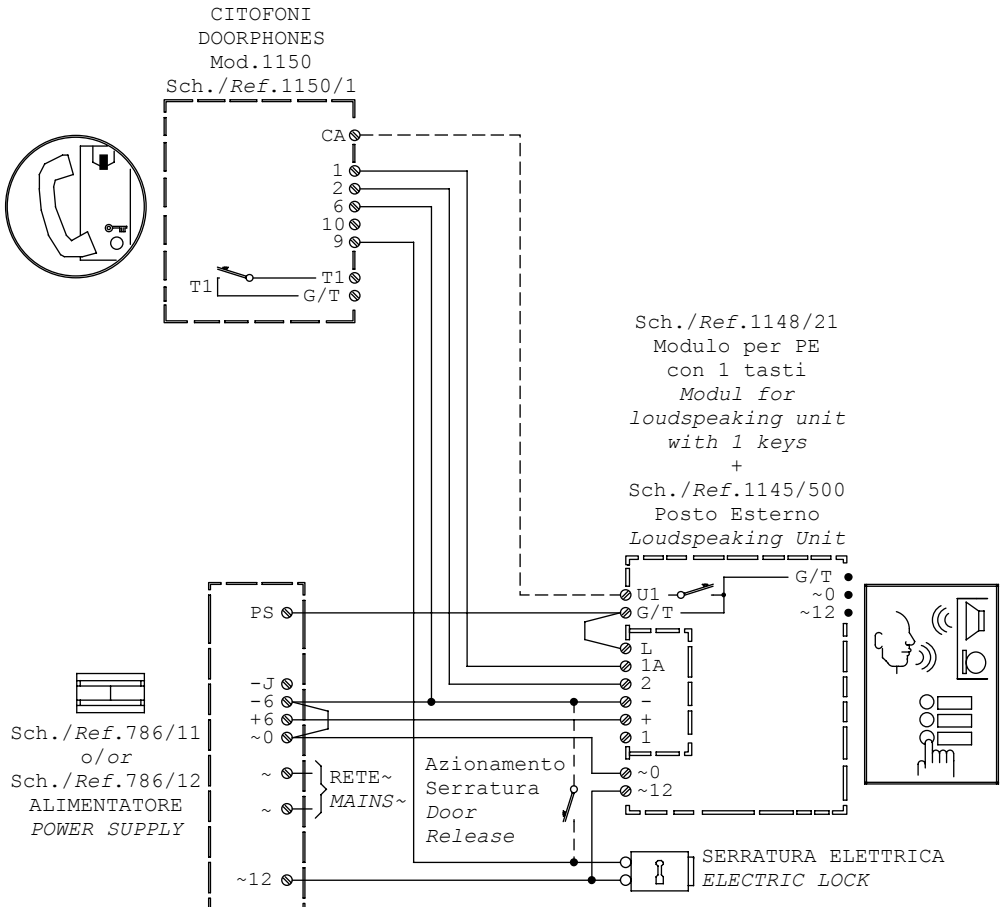 CITOFONI
DOORPHONES
Mod.1150
Sch./Ref.1150/1
CA
1
2
6
10
9
T1
T1
G/T
Sch./Ref.1148/21
Modulo per PE
con 1 tasti
Modul for
loudspeaking unit
with 1 keys
+
Sch./Ref.1145/500
Posto Esterno
Loudspeaking Unit
G/T
~0
~12
U1
G/T
L
1A
2
-
+
1
~0
~12
PS
-J
-6
+6
~0
~
~
~12
RETE~
MAINS~
Sch./Ref.786/11
o/or
Sch./Ref.786/12
ALIMENTATORE
POWER SUPPLY
Azionamento
Serratura
Door
Release
SERRATURA ELETTRICA
ELECTRIC LOCK